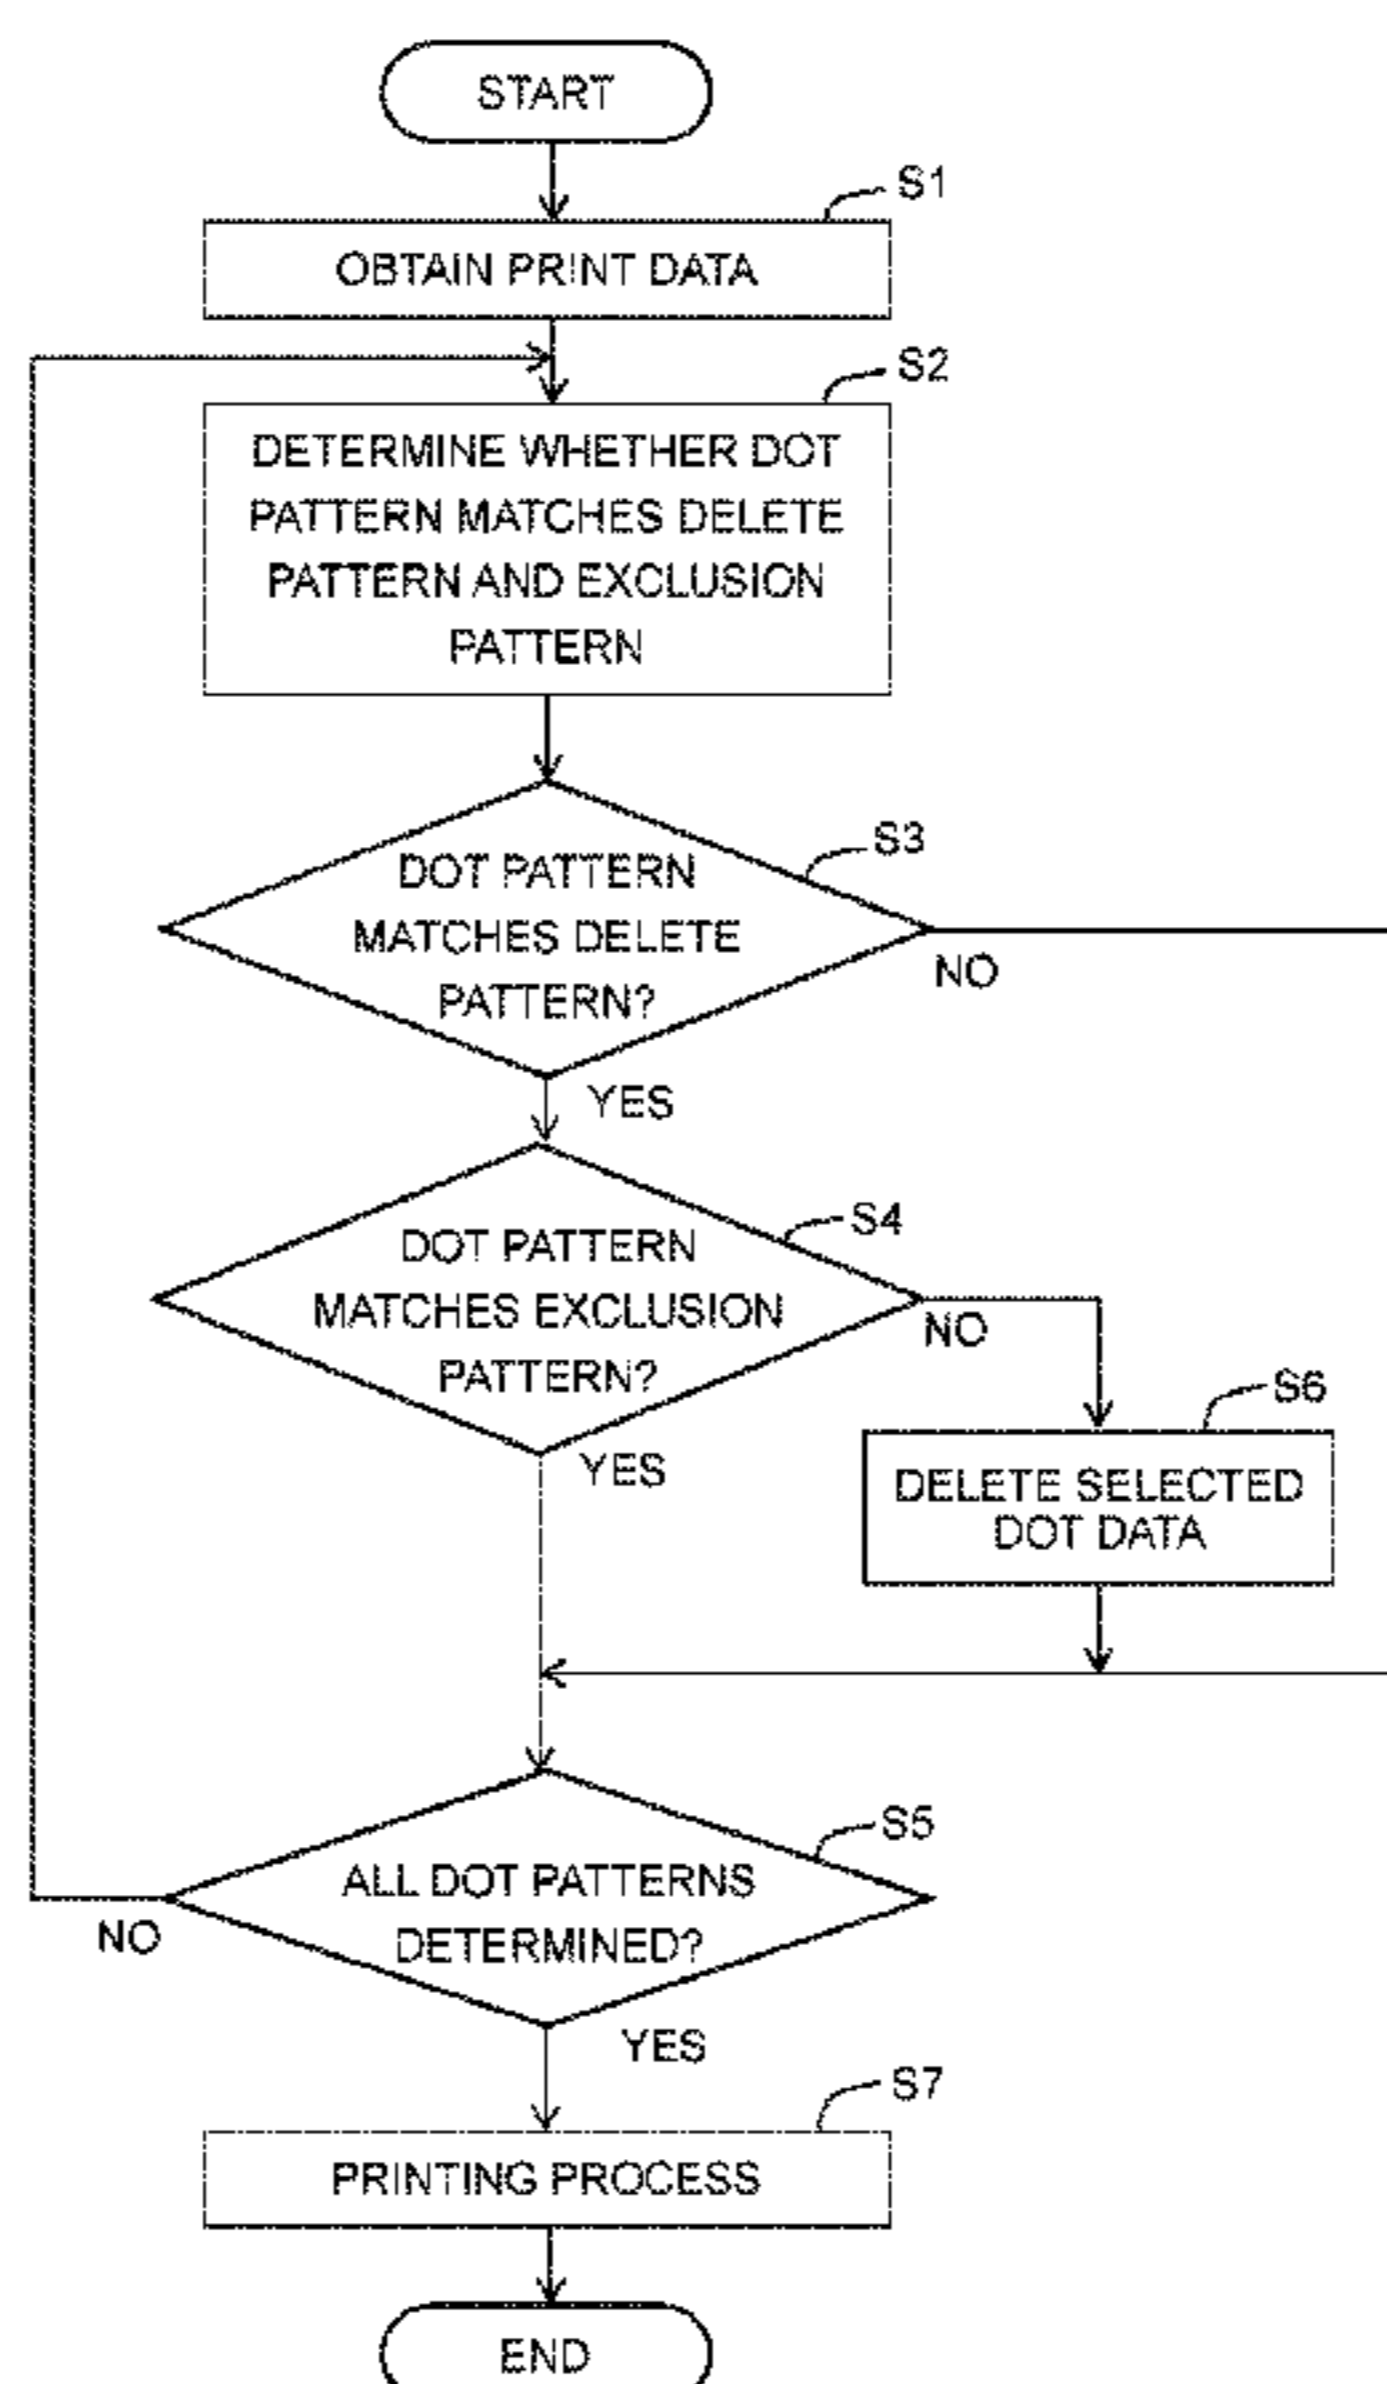 START
S1
OBTAIN PRINT DATA
S2
DETERMINE WHETHER DOT
PATTERN MATCHES DELETE
PATTERN AND EXCLUSION
PATTERN
S3
DOT PATTERN
MATCHES DELETE
PATTERN?
NO
YES
S4
DOT PATTERN
MATCHES EXCLUSION
PATTERN?
NO
YES
S6
DELETE SELECTED
DOT DATA
S5
ALL DOT PATTERNS
DETERMINED?
NO
YES
S7
PRINTING PROCESS
END